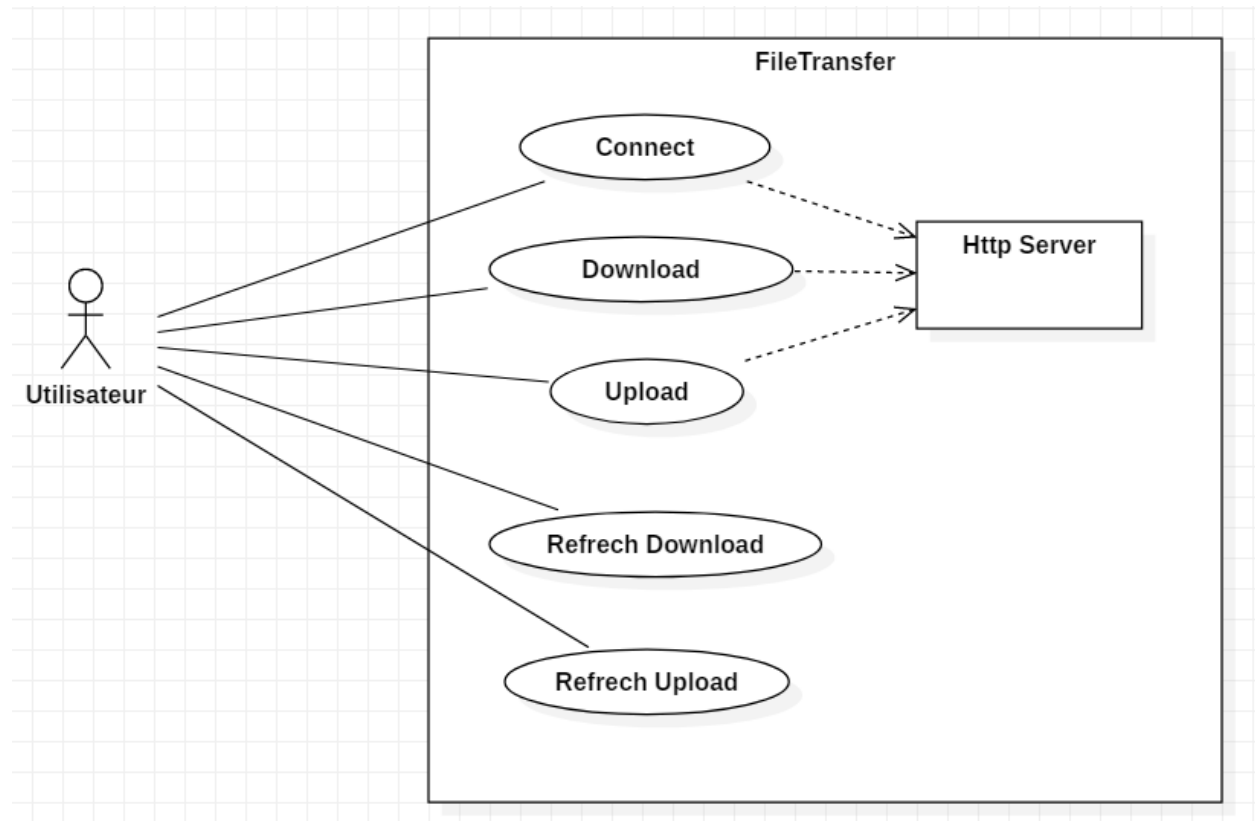 FileTransfer
Connect
Http Server
Download
Utilisateur
Upload
Refrech Download
Refrech Upload